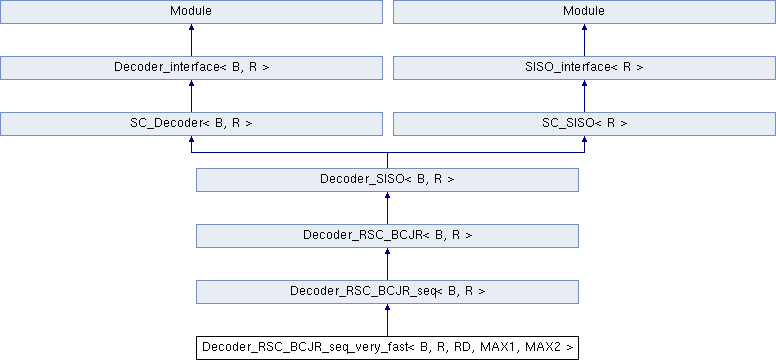 Module
Module
Decoder_interface< B, R >
SISO_interface< R >
SC_Decoder< B, R >
SC_SISO< R >
Decoder_SISO< B, R >
Decoder_RSC_BCJR< B, R >
Decoder_RSC_BCJR_seq< B, R >
Decoder_RSC_BCJR_seq_very_fast< B, R, RD, MAX1, MAX2 >